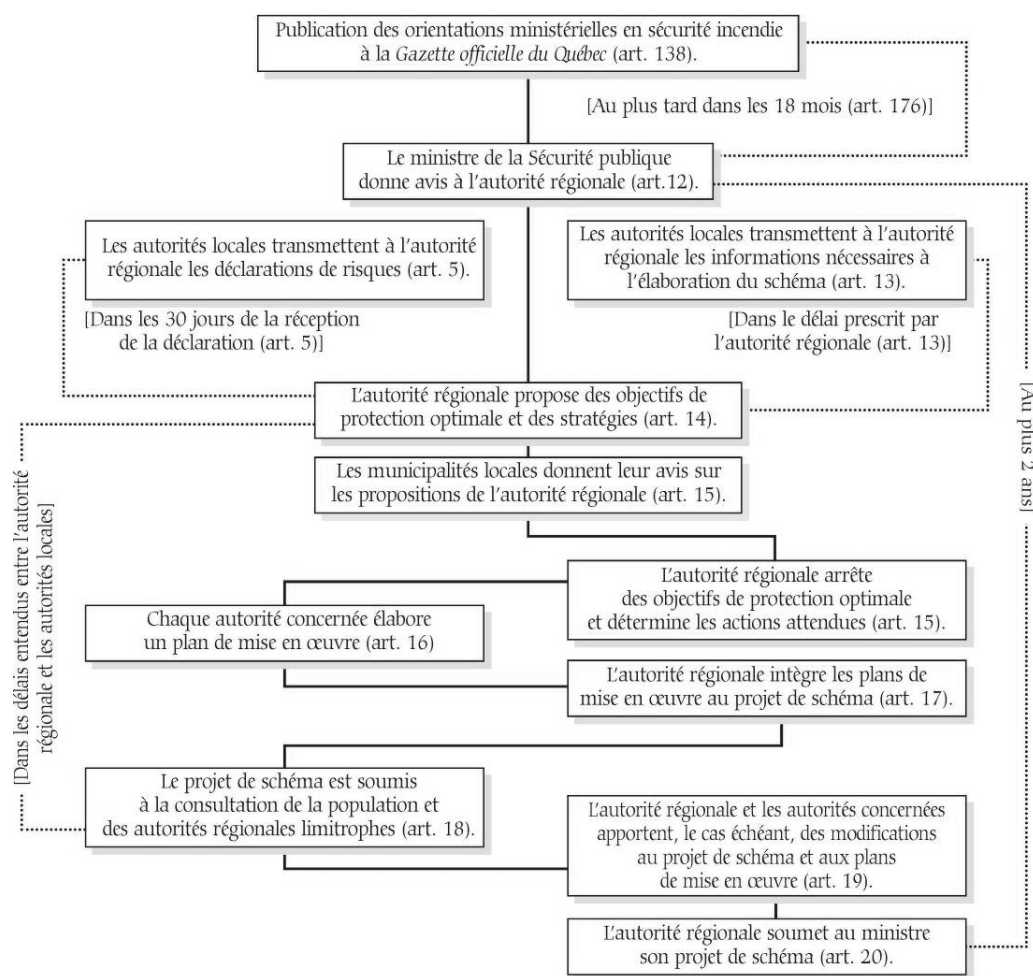 Publication des orientations ministérielles en sécurité incendie
à la Gazette officielle du Québec (art. 138).
[Au plus tard dans les 18 mois (art. 176)]
Le ministre de la Sécurité publique
donne avis à l'autorité régionale (art.12).
Les autorités locales transmettent à l'autorité
régionale les déclarations de risques (art. 5).
[Dans les 30 jours de la réception
de la déclaration (art. 5)]
Les autorités locales transmettent à l'autorité
régionale les informations nécessaires à
l'élaboration du schéma (art. 13).
[Dans le délai prescrit par
l'autorité régionale (art. 13)]
L'autorité régionale propose des objectifs de
protection optimale et des stratégies (art. 14).
Les municipalités locales donnent leur avis sur
les propositions de l'autorité régionale (art. 15).
L'autorité régionale arrête
des objectifs de protection optimale
et détermine les actions attendues (art. 15).
Chaque autorité concernée élabore
un plan de mise en œuvre (art. 16)
L'autorité régionale intègre les plans de
mise en œuvre au projet de schéma (art. 17).
Le projet de schéma est soumis
à la consultation de la population et
des autorités régionales limitrophes (art. 18).
L'autorité régionale et les autorités concernées
apportent, le cas échéant, des modifications
au projet de schéma et aux plans
de mise en œuvre (art. 19).
L'autorité régionale soumet au ministre
son projet de schéma (art. 20).
[Dans les délais entendus entre l'autorité
régionale et les autorités locales]
[Au plus 2 ans]